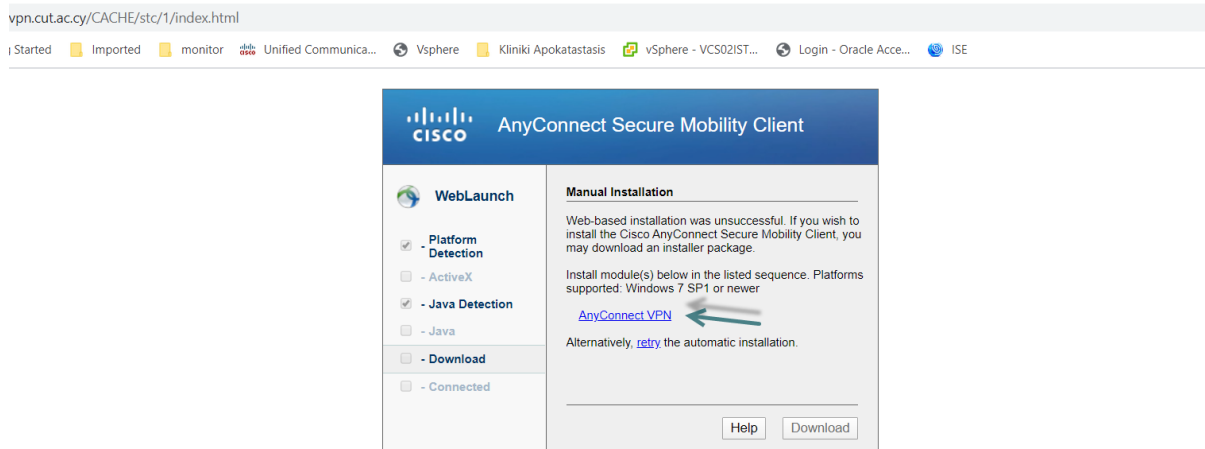 vpn.cut.ac.cy/CACHE/stc/1/index.html
Started Imported monitor Unified Communica... Vsphere Kliniki Apokatastasis vSphere - VCS02IST... Login - Oracle Acce... ISE
CISCO AnyConnect Secure Mobility Client
WebLaunch
- Platform
Detection
- ActiveX
- Java Detection
- Java
- Download
- Connected
Manual Installation
Web-based installation was unsuccessful. If you wish to
install the Cisco AnyConnect Secure Mobility Client, you
may download an installer package.
Install module(s) below in the listed sequence. Platforms
supported: Windows 7 SP1 or newer
AnyConnect VPN
Alternatively, retry the automatic installation.
Help Download